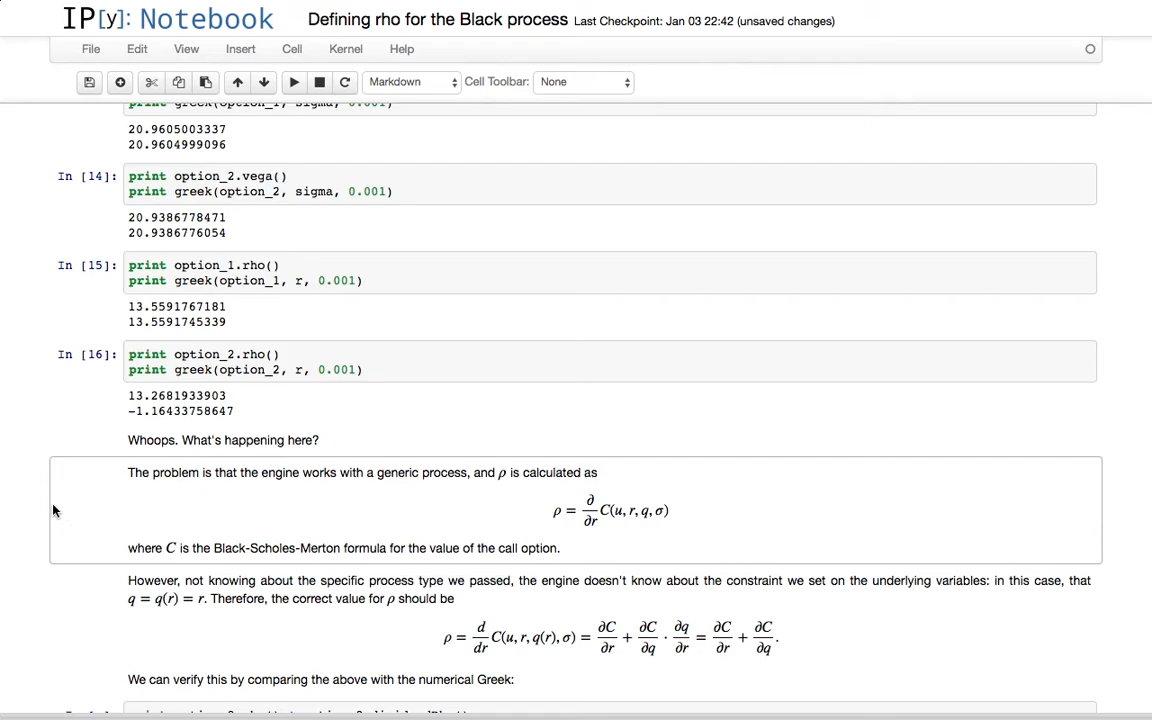 IP[y]: Notebook
Defining rho for the Black process Last Checkpoint: Jan 03 22:42 (unsaved changes)
File Edit View Insert Cell Kernel Help
Markdown Cell Toolbar: None
print greek(option_1, sigma, 0.001)
20.9605003337
20.9604999096
In [14]: print option_2.vega()
print greek(option_2, sigma, 0.001)
20.9386778471
20.9386776054
In [15]: print option_1.rho()
print greek(option_1, r, 0.001)
13.5591767181
13.5591745339
In [16]: print option_2.rho()
print greek(option_2, r, 0.001)
13.2681933903
-1.16433758647
Whoops. What's happening here?
The problem is that the engine works with a generic process, and ρ is calculated as
ρ = ∂/∂r C(u, r, q, σ)
where C is the Black-Scholes-Merton formula for the value of the call option.
However, not knowing about the specific process type we passed, the engine doesn't know about the constraint we set on the underlying variables: in this case, that
q = q(r) = r. Therefore, the correct value for ρ should be
ρ = d/dr C(u, r, q(r), σ) = ∂C/∂r + ∂C/∂q · ∂q/∂r = ∂C/∂r + ∂C/∂q.
We can verify this by comparing the above with the numerical Greek: